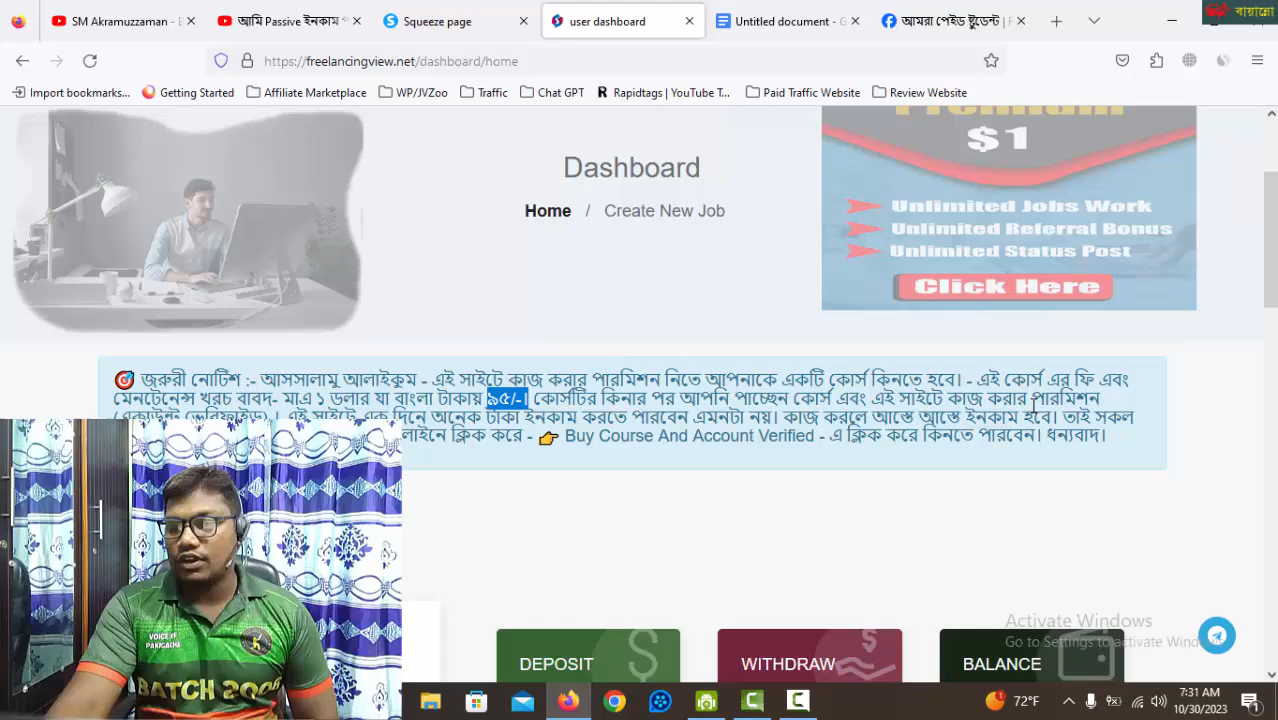 SM Akramuzzaman - B
আমি Passive ইনকাম
Squeeze page
user dashboard
Untitled document - G
আমরা পেইড ষ্টুডেন্ট | F
বায়ান্নো
https://freelancingview.net/dashboard/home
Import bookmarks...
Getting Started
Affiliate Marketplace
WP/JVZoo
Traffic
Chat GPT
Rapidtags | YouTube T...
Paid Traffic Website
Review Website
Premium
$1
Unlimited Jobs Work
Unlimited Referral Bonus
Unlimited Status Post
Click Here
Dashboard
Home / Create New Job
জরুরী নোটিশ :- আসসালামু আলাইকুম - এই সাইটে কাজ করার পারমিশন নিতে আপনাকে একটি কোর্স কিনতে হবে। - এই কোর্স এর ফি এবং
মেনটেনেন্স খরচ বাবদ- মাএ ১ ডলার যা বাংলা টাকায় ৯৫/-। কোর্সটির কিনার পর আপনি পাচ্ছেন কোর্স এবং এই সাইটে কাজ করার পারমিশন
(একাউন্ট ভেরিফাইড) । এই সাইটে এক দিনে অনেক টাকা ইনকাম করতে পারবেন এমনটা নয়। কাজ করলে আস্তে আস্তে ইনকাম হবে। তাই সকল
লাইনে ক্লিক করে - 👉 Buy Course And Account Verified - এ ক্লিক করে কিনতে পারবেন। ধন্যবাদ।
DEPOSIT
WITHDRAW
BALANCE
Activate Windows
Go to Settings to activate Windows
VOICE OF
PANIGACHA
BATCH
72°F
7:31 AM
10/30/2023